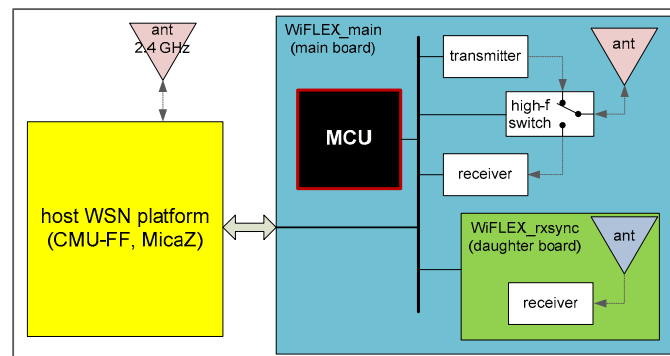 ant
2.4 GHz
host WSN platform
(CMU-FF, MicaZ)
WiFLEX_main
(main board)
MCU
transmitter
high-f
switch
receiver
ant
WiFLEX_rxsync
(daughter board)
ant
receiver